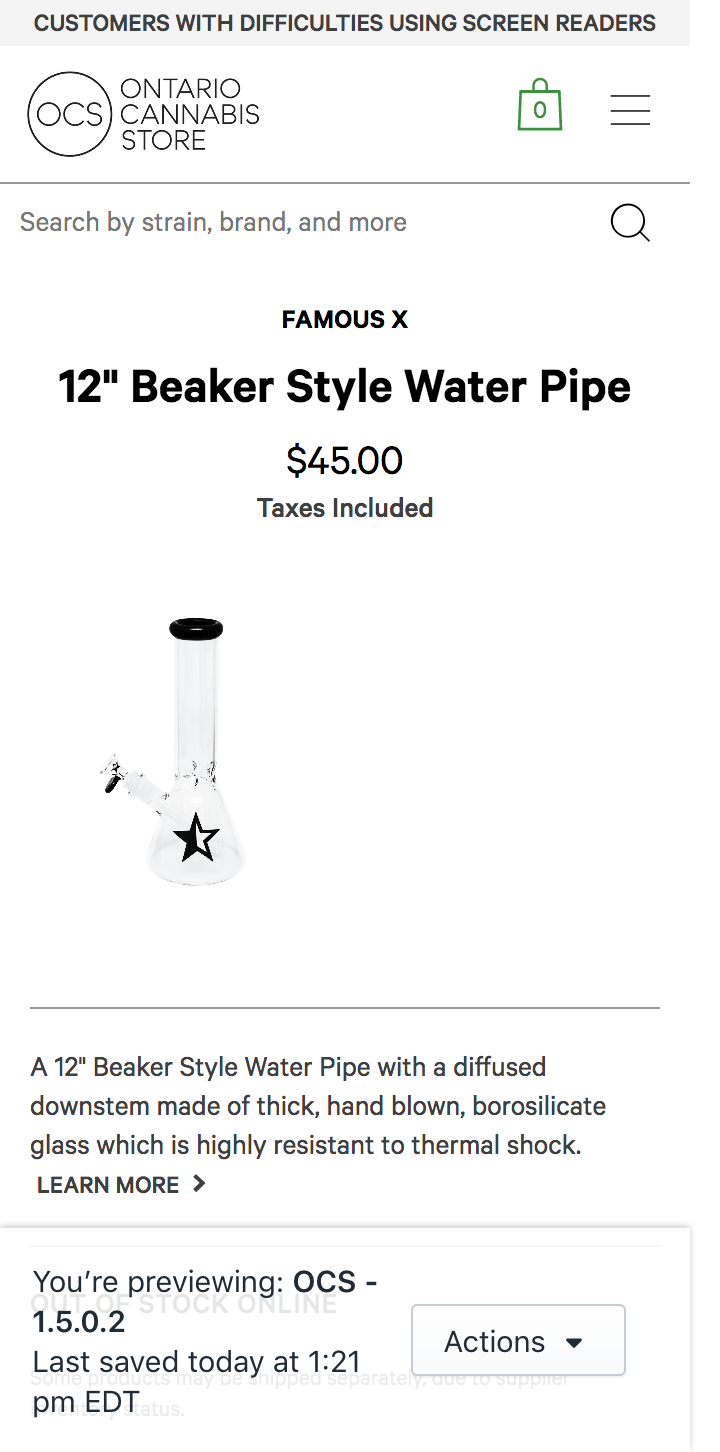 CUSTOMERS WITH DIFFICULTIES USING SCREEN READERS
OCS
ONTARIO
CANNABIS
STORE
0
Search by strain, brand, and more
FAMOUS X
12" Beaker Style Water Pipe
$45.00
Taxes Included
A 12" Beaker Style Water Pipe with a diffused
downstem made of thick, hand blown, borosilicate
glass which is highly resistant to thermal shock.
LEARN MORE
You're previewing: OCS -
1.5.0.2
Last saved today at 1:21
pm EDT
Actions
OUT OF STOCK ONLINE
Some products may be shipped separately, due to supplier
inventory status.